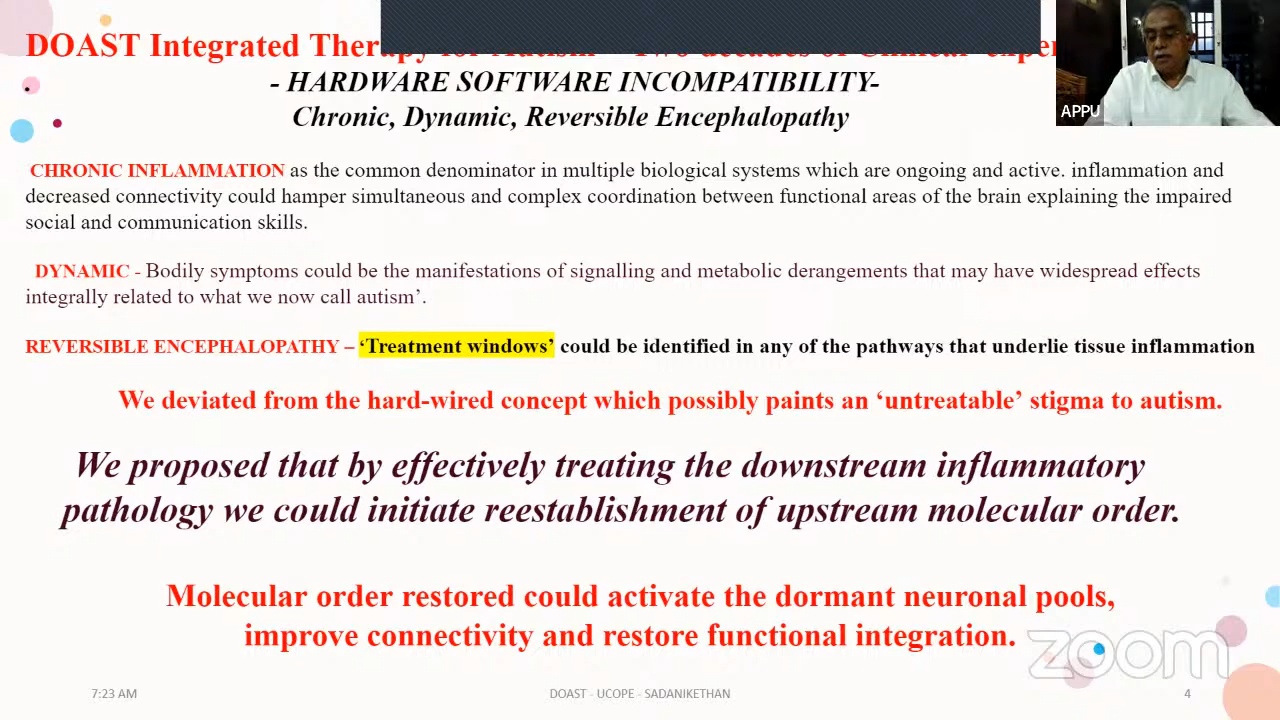 DOAST Integrated Therapy for Autism – Two decades of Clinical
- HARDWARE SOFTWARE INCOMPATIBILITY-
Chronic, Dynamic, Reversible Encephalopathy
APPU
CHRONIC INFLAMMATION as the common denominator in multiple biological systems which are ongoing and active. inflammation and
decreased connectivity could hamper simultaneous and complex coordination between functional areas of the brain explaining the impaired
social and communication skills.
DYNAMIC - Bodily symptoms could be the manifestations of signalling and metabolic derangements that may have widespread effects
integrally related to what we now call autism’.
REVERSIBLE ENCEPHALOPATHY – ‘Treatment windows’ could be identified in any of the pathways that underlie tissue inflammation
We deviated from the hard-wired concept which possibly paints an ‘untreatable’ stigma to autism.
We proposed that by effectively treating the downstream inflammatory
pathology we could initiate reestablishment of upstream molecular order.
Molecular order restored could activate the dormant neuronal pools,
improve connectivity and restore functional integration.
zoom
7:23 AM
DOAST - UCOPE - SADANIKETHAN
4